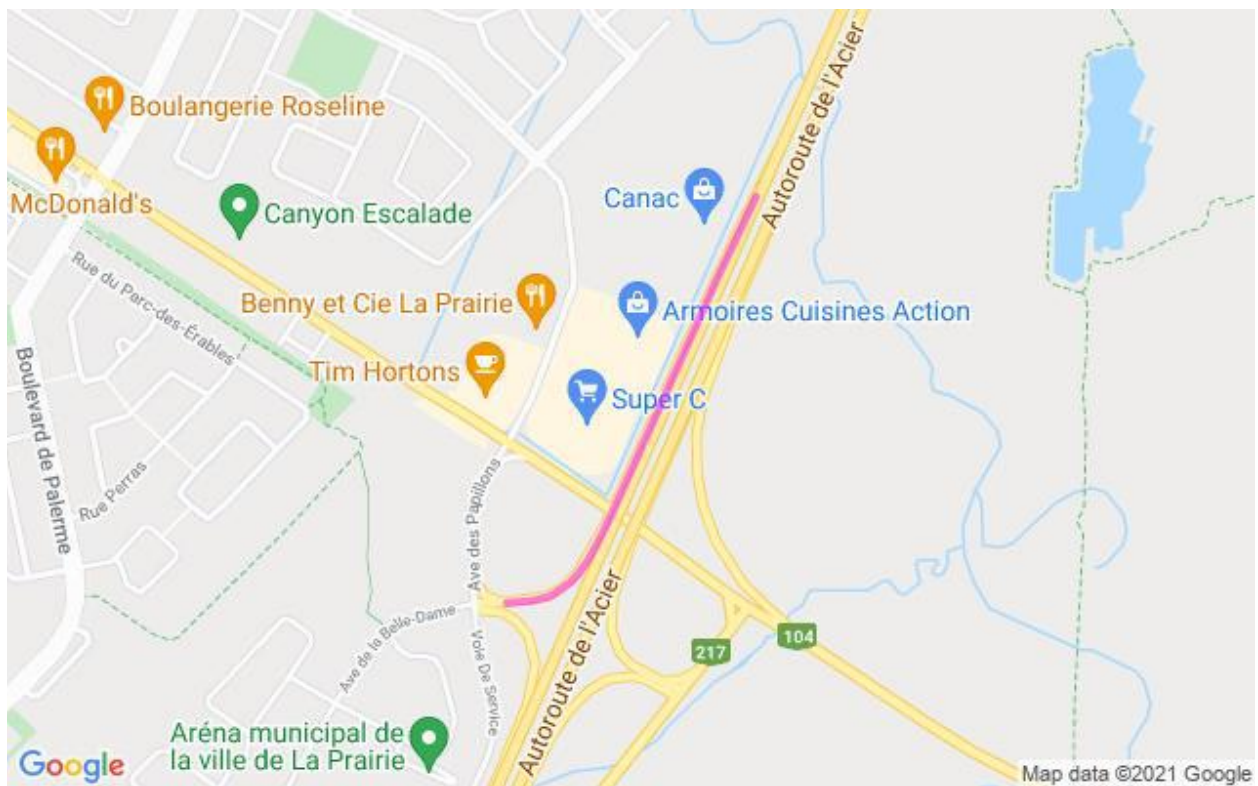 Boulangerie Roseline
McDonald's
Canyon Escalade
Canac
Autoroute de l'Acier
Rue du Parc-des-Érables
Benny et Cie La Prairie
Armoires Cuisines Action
Tim Hortons
Super C
Boulevard de Palerme
Rue Perras
Ave des Papillons
Ave de la Belle-Dame
Voie De Service
Autoroute de l'Acier
104
217
Aréna municipal de
la ville de La Prairie
Google
Map data ©2021 Google